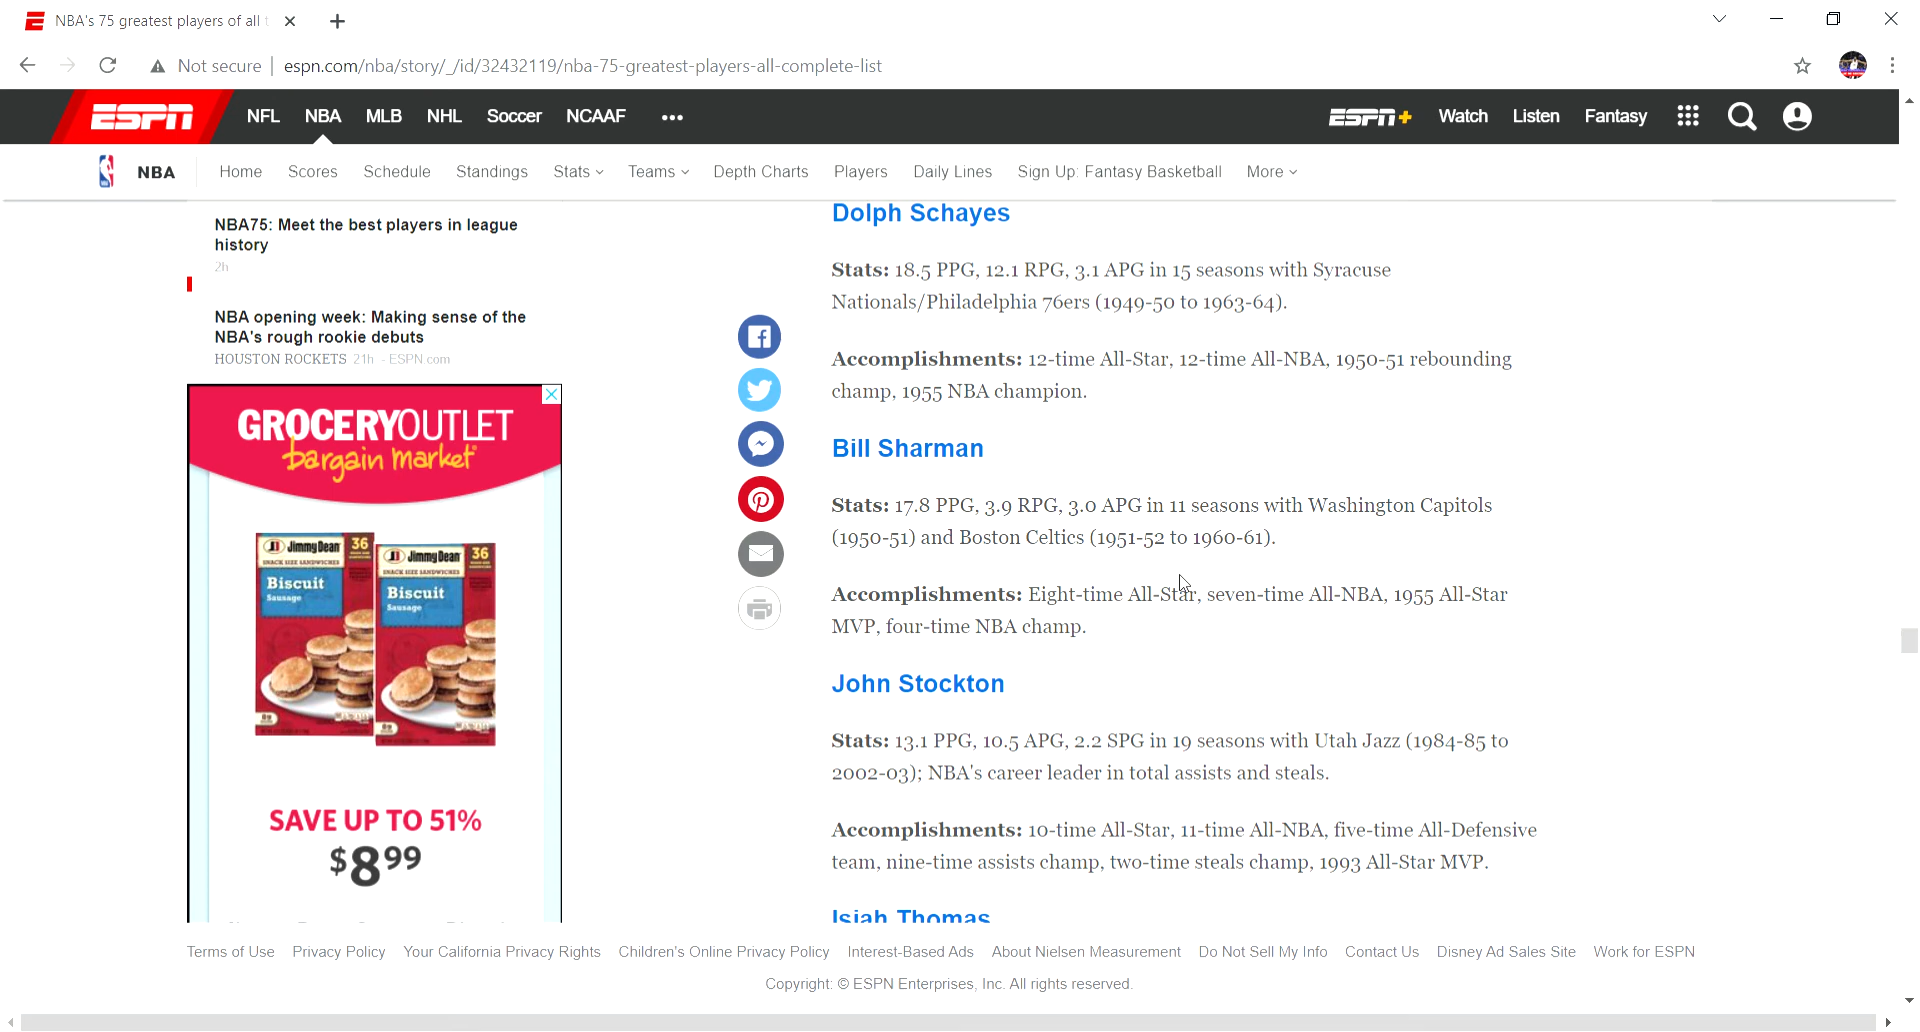 NBA's 75 greatest players of all
Not secure | espn.com/nba/story/_/id/32432119/nba-75-greatest-players-all-complete-list
ESPN NFL NBA MLB NHL Soccer NCAAF ••• ESPN+ Watch Listen Fantasy
NBA Home Scores Schedule Standings Stats Teams Depth Charts Players Daily Lines Sign Up: Fantasy Basketball More
NBA75: Meet the best players in league
history
2h
NBA opening week: Making sense of the
NBA's rough rookie debuts
HOUSTON ROCKETS 21h - ESPN.com
GROCERY OUTLET
bargain market
Jimmy Dean 36
SNACK SIZE SANDWICHES
Biscuit
Sausage
Jimmy Dean 36
SNACK SIZE SANDWICHES
Biscuit
Sausage
SAVE UP TO 51%
$8.99
Dolph Schayes
Stats: 18.5 PPG, 12.1 RPG, 3.1 APG in 15 seasons with Syracuse
Nationals/Philadelphia 76ers (1949-50 to 1963-64).
Accomplishments: 12-time All-Star, 12-time All-NBA, 1950-51 rebounding
champ, 1955 NBA champion.
Bill Sharman
Stats: 17.8 PPG, 3.9 RPG, 3.0 APG in 11 seasons with Washington Capitols
(1950-51) and Boston Celtics (1951-52 to 1960-61).
Accomplishments: Eight-time All-Star, seven-time All-NBA, 1955 All-Star
MVP, four-time NBA champ.
John Stockton
Stats: 13.1 PPG, 10.5 APG, 2.2 SPG in 19 seasons with Utah Jazz (1984-85 to
2002-03); NBA's career leader in total assists and steals.
Accomplishments: 10-time All-Star, 11-time All-NBA, five-time All-Defensive
team, nine-time assists champ, two-time steals champ, 1993 All-Star MVP.
Isiah Thomas
Terms of Use Privacy Policy Your California Privacy Rights Children's Online Privacy Policy Interest-Based Ads About Nielsen Measurement Do Not Sell My Info Contact Us Disney Ad Sales Site Work for ESPN
Copyright: © ESPN Enterprises, Inc. All rights reserved.